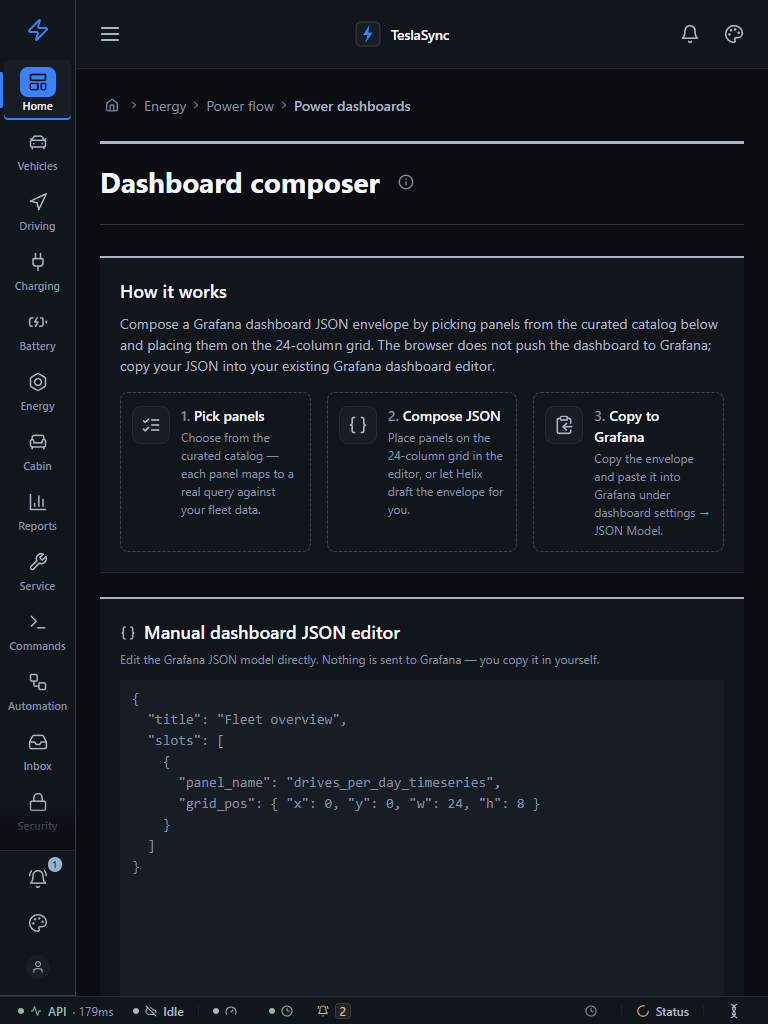 TeslaSync
Home
Vehicles
Driving
Charging
Battery
Energy
Cabin
Reports
Service
Commands
Automation
Inbox
Security
1
Energy
Power flow
Power dashboards
Dashboard composer
How it works
Compose a Grafana dashboard JSON envelope by picking panels from the curated catalog below
and placing them on the 24-column grid. The browser does not push the dashboard to Grafana;
copy your JSON into your existing Grafana dashboard editor.
1. Pick panels
Choose from the
curated catalog —
each panel maps to a
real query against
your fleet data.
2. Compose JSON
Place panels on the
24-column grid in the
editor, or let Helix
draft the envelope for
you.
3. Copy to
Grafana
Copy the envelope
and paste it into
Grafana under
dashboard settings →
JSON Model.
Manual dashboard JSON editor
Edit the Grafana JSON model directly. Nothing is sent to Grafana — you copy it in yourself.
{
  "title": "Fleet overview",
  "slots": [
    {
      "panel_name": "drives_per_day_timeseries",
      "grid_pos": { "x": 0, "y": 0, "w": 24, "h": 8 }
    }
  ]
}
API · 179ms
Idle
2
Status